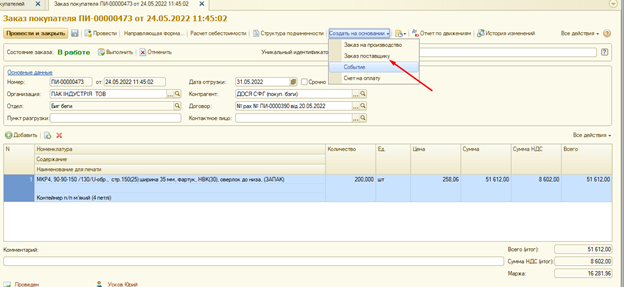 купателей
Заказ покупателя ПИ-00000473 от 24.05.2022 11:45:02
Заказ покупателя ПИ-00000473 от 24.05.2022 11:45:02
Провести и закрыть Провести Направляющая форм... Расчет себестоимости Структура подчиненности Создать на основании Отчет по движениям История изменений Все действия
Заказ на производство
Заказ поставщику
Событие
Счет на оплату
Состояние заказа: В работе Выполнить Отменить Уникальный идентификатор
Основные данные
Номер: ПИ-00000473 от: 24.05.2022 11:45:02 Дата отгрузки: 31.05.2022 Срочно
Организация: ПАК ІНДУСТРІЯ ТОВ Контрагент: ДОСЯ СФГ (покуп. бэги)
Отдел: Биг беги Договор: № рах № ПИ-0000390 від 20.05.2022
Пункт разгрузки: Контактное лицо:
Добавить Все действия
N Номенклатура Количество Ед. Цена Сумма Сумма НДС Всего
Содержание
Наименование для печати
1 МКР4, 90-90-150 /130/U-обр., стр.150(25) ширина 35 мм, фартук, НВК(30), оверлок до низа, (ЗАПАК) 200,000 шт 258,06 51 612,00 8 602,00 51 612,00
Контейнер п/п м'який (4 петлі)
Комментарий: Всего (итог): 51 612,00
Сумма НДС (итог): 8 602,00
Маржа: 16 281,96
Проведен Усков Юрий